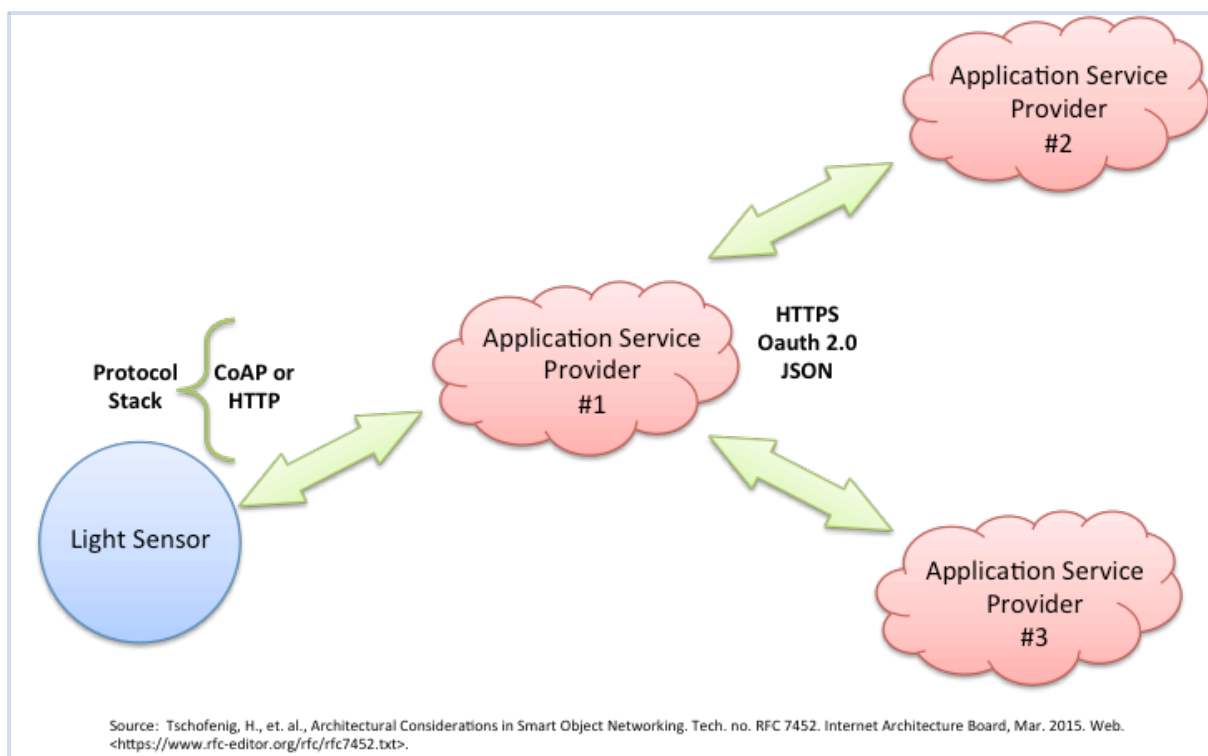 Application Service
Provider
#2
Application Service
Provider
#1
HTTPS
Oauth 2.0
JSON
Protocol
Stack
CoAP or
HTTP
Light Sensor
Application Service
Provider
#3
Source: Tschofenig, H., et. al., Architectural Considerations in Smart Object Networking. Tech. no. RFC 7452. Internet Architecture Board, Mar. 2015. Web.
<https://www.rfc-editor.org/rfc/rfc7452.txt>.